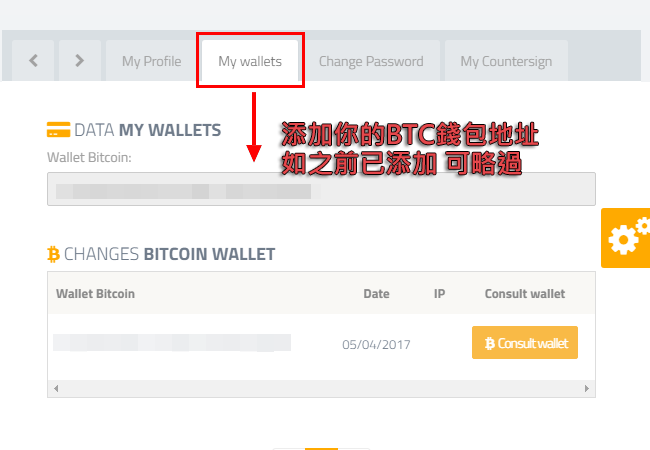 My Profile
My wallets
Change Password
My Countersign
DATA MY WALLETS
添加你的BTC錢包地址
如之前已添加 可略過
Wallet Bitcoin:
CHANGES BITCOIN WALLET
Wallet Bitcoin Date IP Consult wallet
05/04/2017 Consult wallet